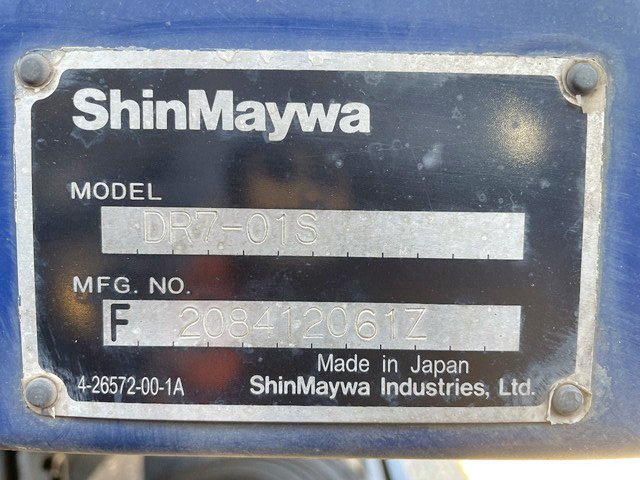 ShinMaywa
MODEL
DR7-01S
MFG. NO.
F 208412061Z
Made in Japan
4-26572-00-1A ShinMaywa Industries, Ltd.